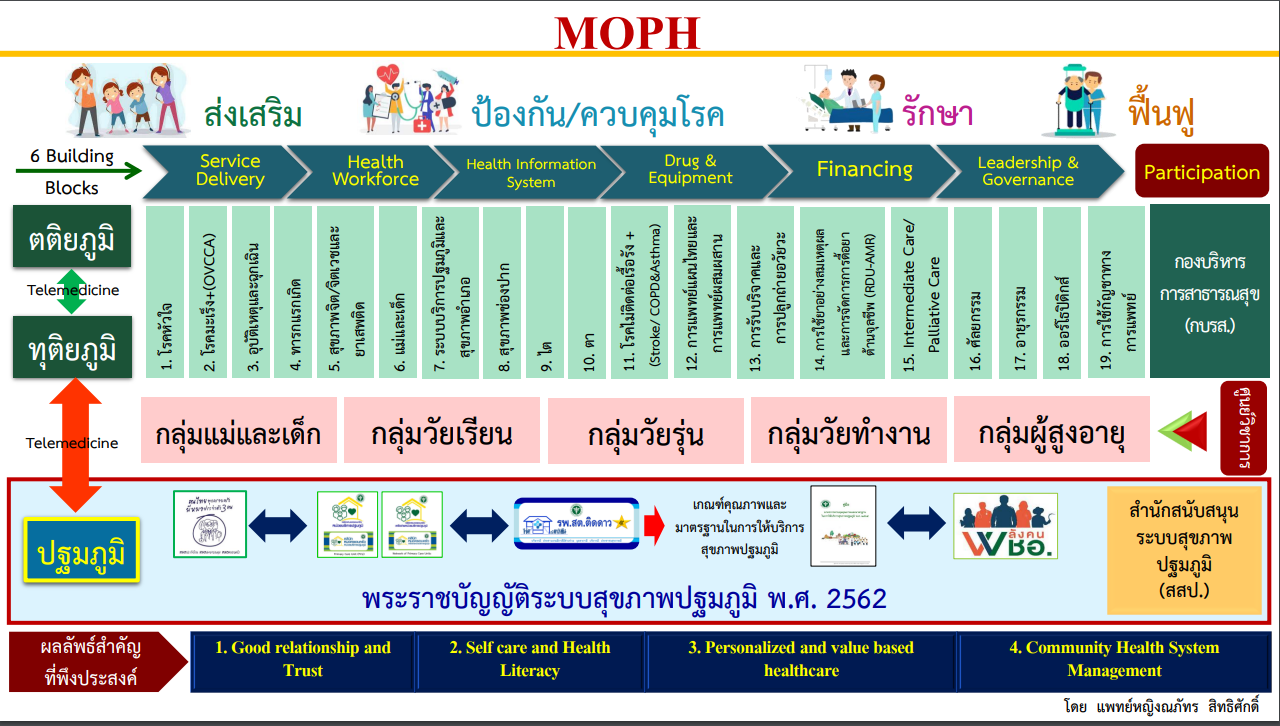 MOPH
ส่งเสริม
ป้องกัน/ควบคุมโรค
รักษา
ฟื้นฟู
6 Building
Blocks
Service
Delivery
Health
Workforce
Health Information
System
Drug &
Equipment
Financing
Leadership &
Governance
Participation
ตติยภูมิ
Telemedicine
ทุติยภูมิ
1. โรคหัวใจ
2. โรคมะเร็ง+(OVCCA)
3. อุบัติเหตุและฉุกเฉิน
4. ทารกแรกเกิด
5. สุขภาพจิต/จิตเวชและ
ยาเสพติด
6. แม่และเด็ก
7. ระบบบริการปฐมภูมิและ
สุขภาพอำเภอ
8. สุขภาพช่องปาก
9. ไต
10. ตา
11. โรคไม่ติดต่อเรื้อรัง +
(Stroke/ COPD&Asthma)
12. การแพทย์แผนไทยและ
การแพทย์ผสมผสาน
13. การรับบริจาคและ
การปลูกถ่ายอวัยวะ
14. การใช้ยาอย่างสมเหตุผล
และการจัดการการดื้อยา
ต้านจุลชีพ (RDU-AMR)
15. Intermediate Care/
Palliative Care
16. ศัลยกรรม
17. อายุรกรรม
18. ออร์โธปิดิกส์
19. การใช้กัญชาทาง
การแพทย์
กองบริหาร
การสาธารณสุข
(กบรส.)
Telemedicine
กลุ่มแม่และเด็ก
กลุ่มวัยเรียน
กลุ่มวัยรุ่น
กลุ่มวัยทำงาน
กลุ่มผู้สูงอายุ
ศูนย์วิชาการ
ปฐมภูมิ
รพ.สต.ติดดาว
เกณฑ์คุณภาพและ
มาตรฐานในการให้บริการ
สุขภาพปฐมภูมิ
สำนักสนับสนุน
ระบบสุขภาพ
ปฐมภูมิ
(สสป.)
พระราชบัญญัติระบบสุขภาพปฐมภูมิ พ.ศ. 2562
ผลลัพธ์สำคัญ
ที่พึงประสงค์
1. Good relationship and
Trust
2. Self care and Health
Literacy
3. Personalized and value based
healthcare
4. Community Health System
Management
โดย แพทย์หญิงณภัทร สิทธิศักดิ์